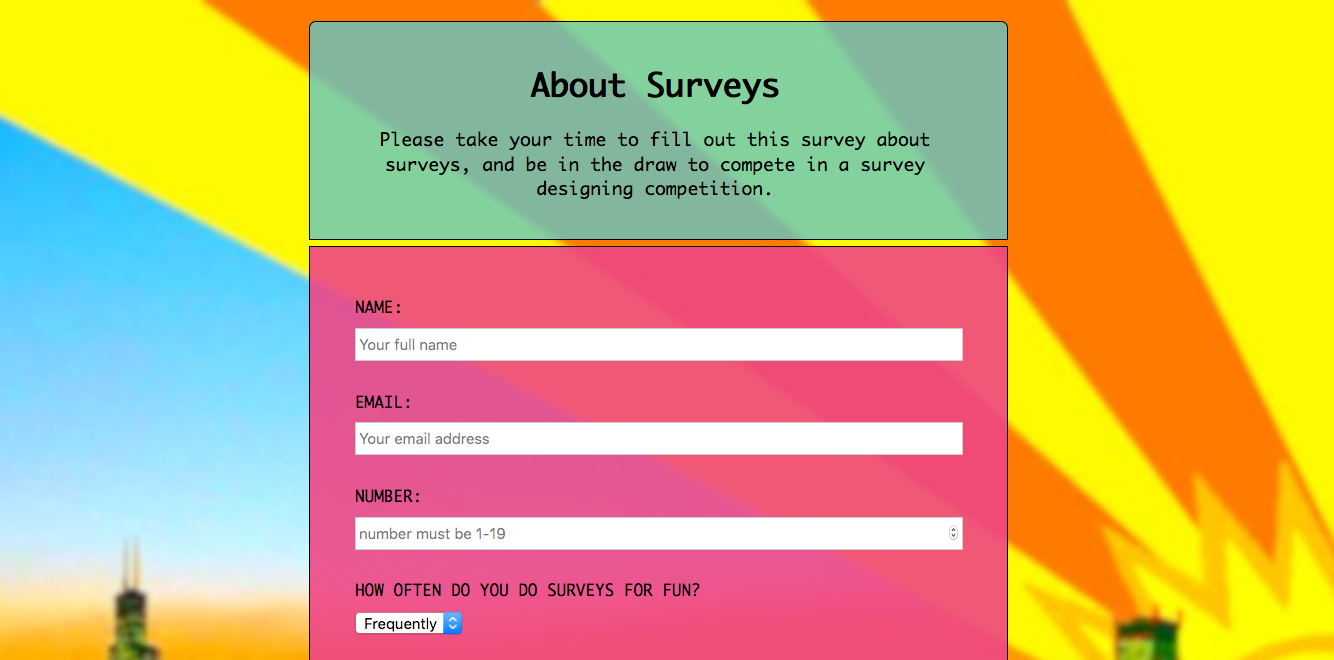 About Surveys
Please take your time to fill out this survey about
surveys, and be in the draw to compete in a survey
designing competition.
NAME:
Your full name
EMAIL:
Your email address
NUMBER:
number must be 1-19
HOW OFTEN DO YOU DO SURVEYS FOR FUN?
Frequently